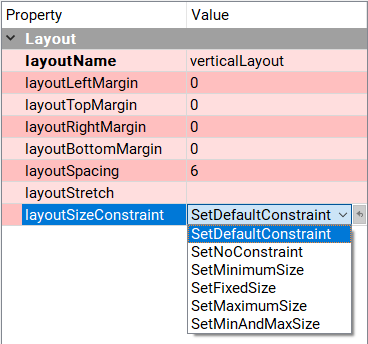 Property Value
Layout
layoutName verticalLayout
layoutLeftMargin 0
layoutTopMargin 0
layoutRightMargin 0
layoutBottomMargin 0
layoutSpacing 6
layoutStretch
layoutSizeConstraint SetDefaultConstraint
SetDefaultConstraint
SetNoConstraint
SetMinimumSize
SetFixedSize
SetMaximumSize
SetMinAndMaxSize